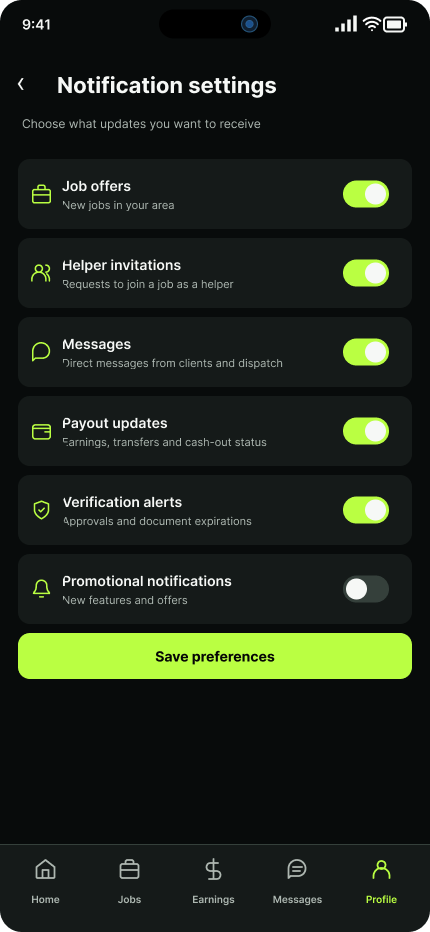 9:41
Notification settings
Choose what updates you want to receive
Job offers
New jobs in your area
Helper invitations
Requests to join a job as a helper
Messages
Direct messages from clients and dispatch
Payout updates
Earnings, transfers and cash-out status
Verification alerts
Approvals and document expirations
Promotional notifications
New features and offers
Save preferences
Home
Jobs
Earnings
Messages
Profile